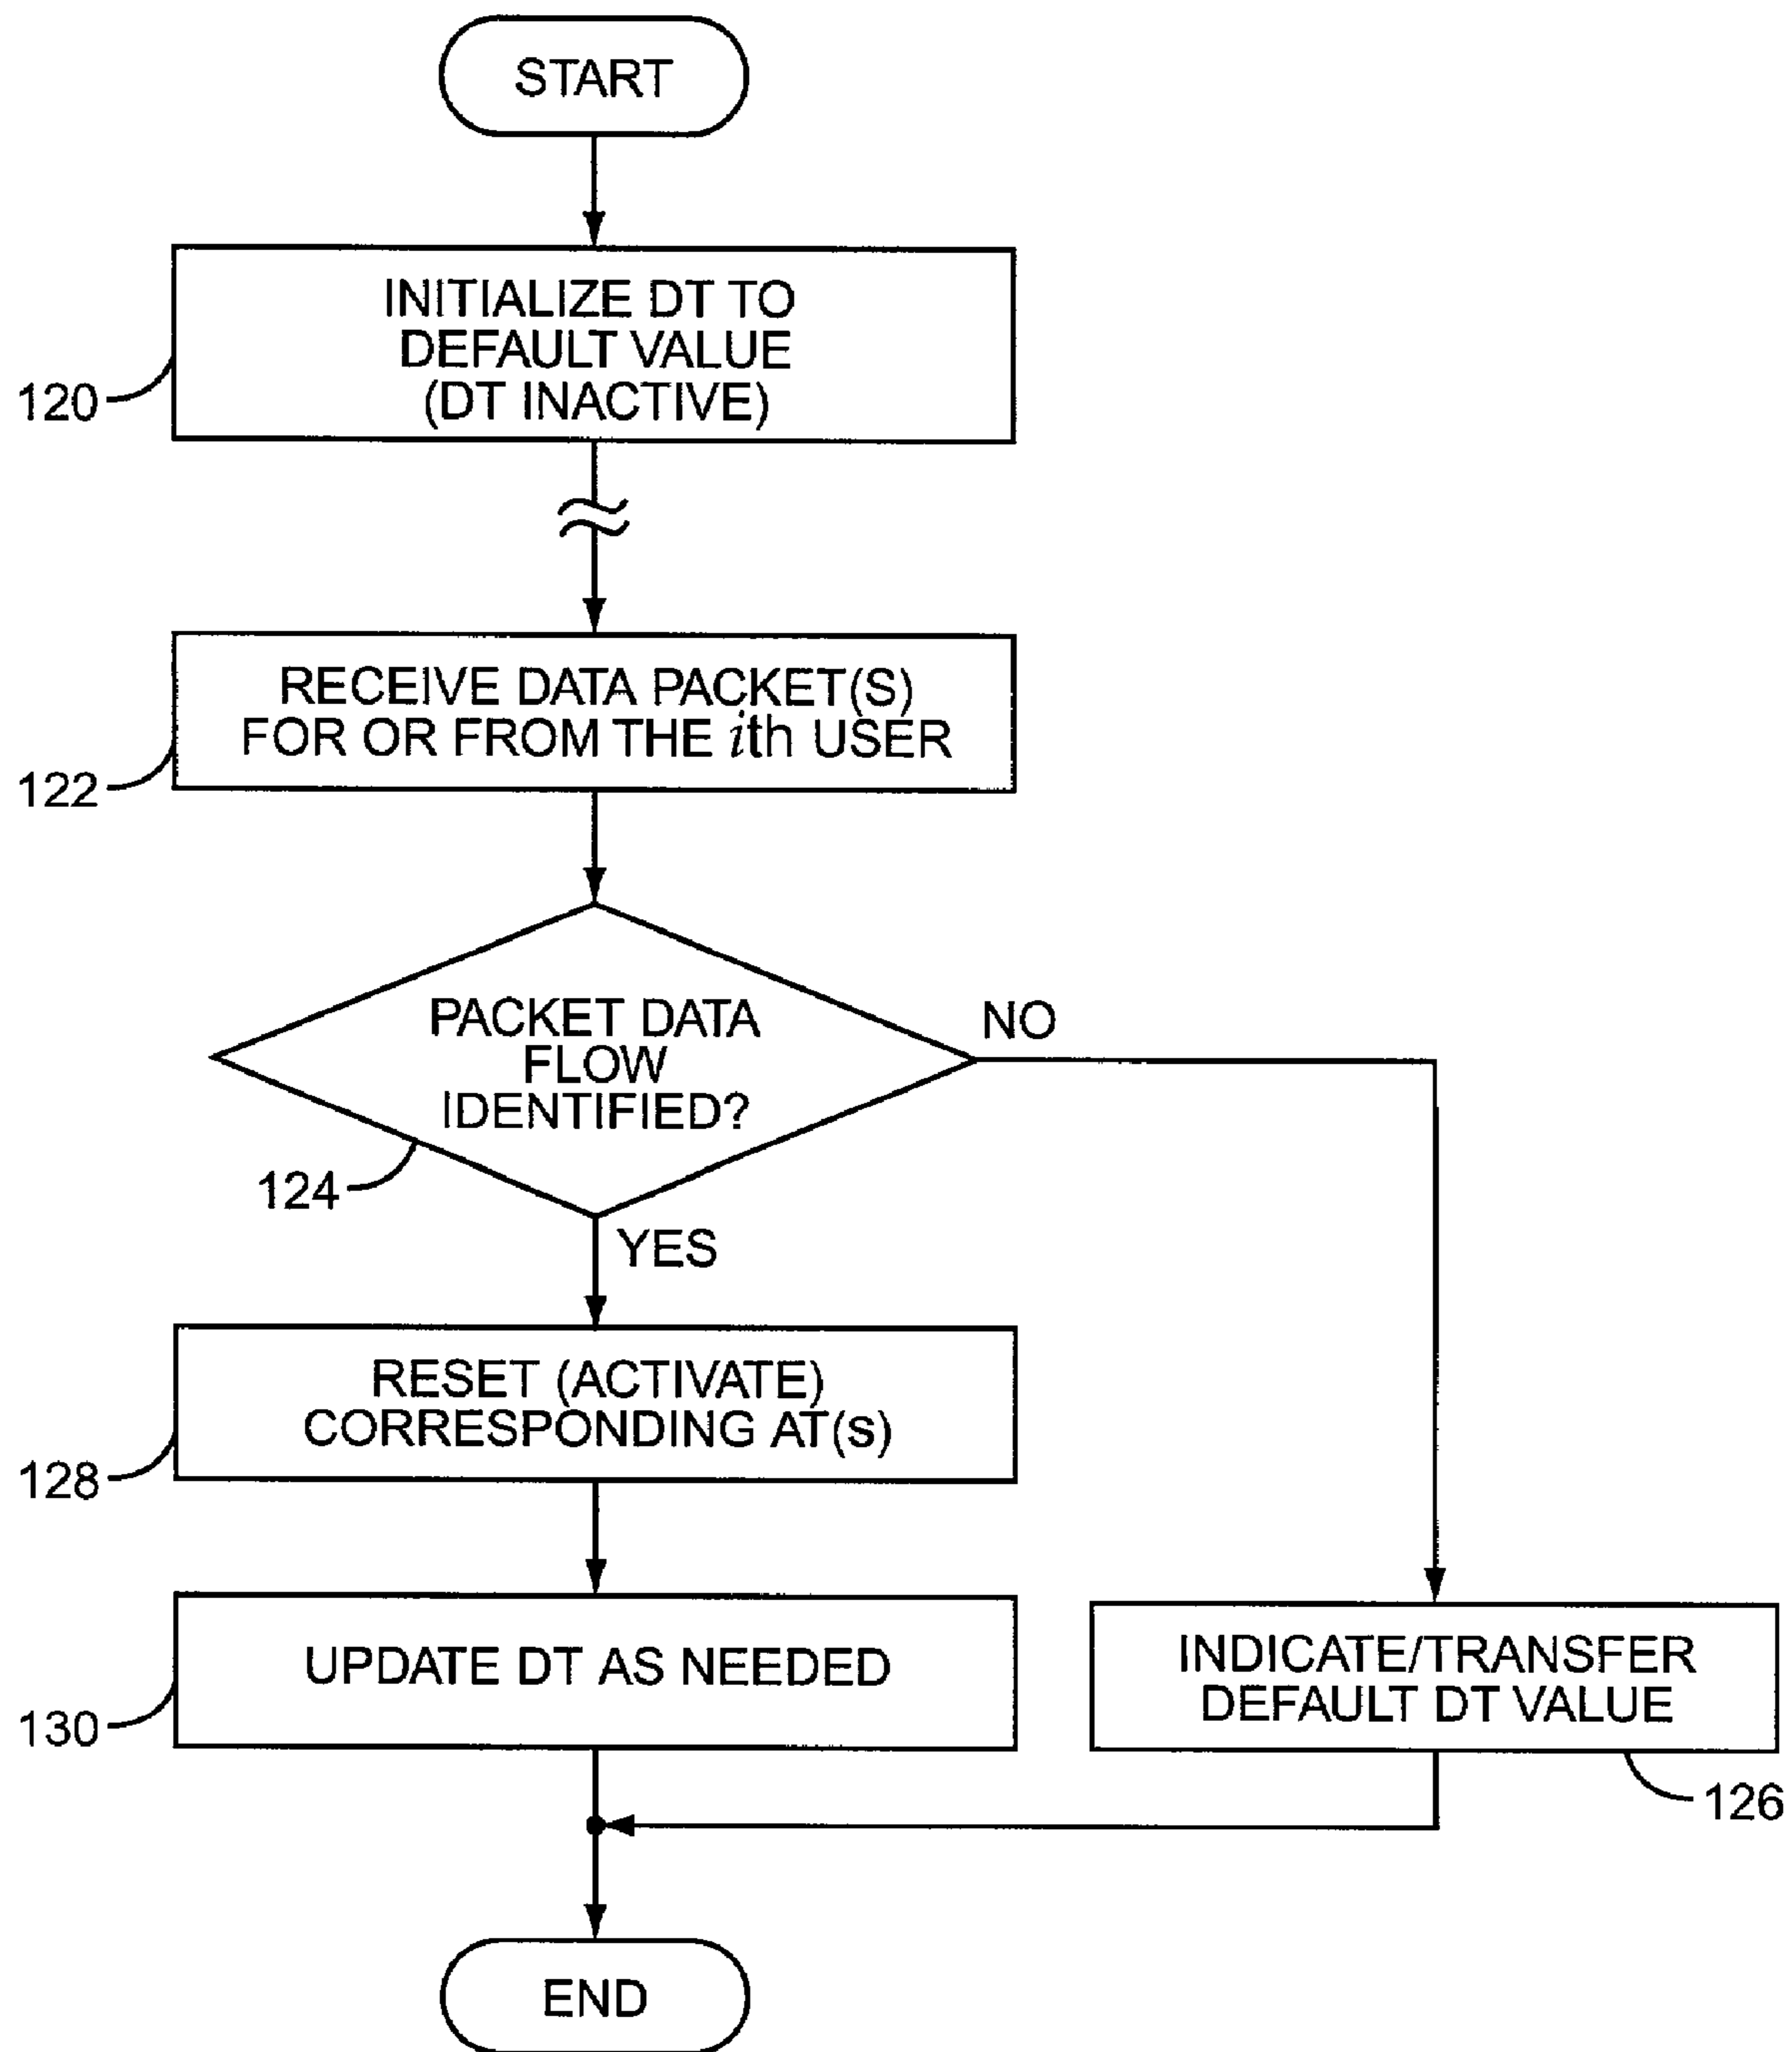 START
INITIALIZE DT TO
DEFAULT VALUE
(DT INACTIVE)
120
RECEIVE DATA PACKET(S)
FOR OR FROM THE ith USER
122
PACKET DATA
FLOW
IDENTIFIED?
NO
124
YES
RESET (ACTIVATE)
CORRESPONDING AT(s)
128
UPDATE DT AS NEEDED
130
INDICATE/TRANSFER
DEFAULT DT VALUE
126
END